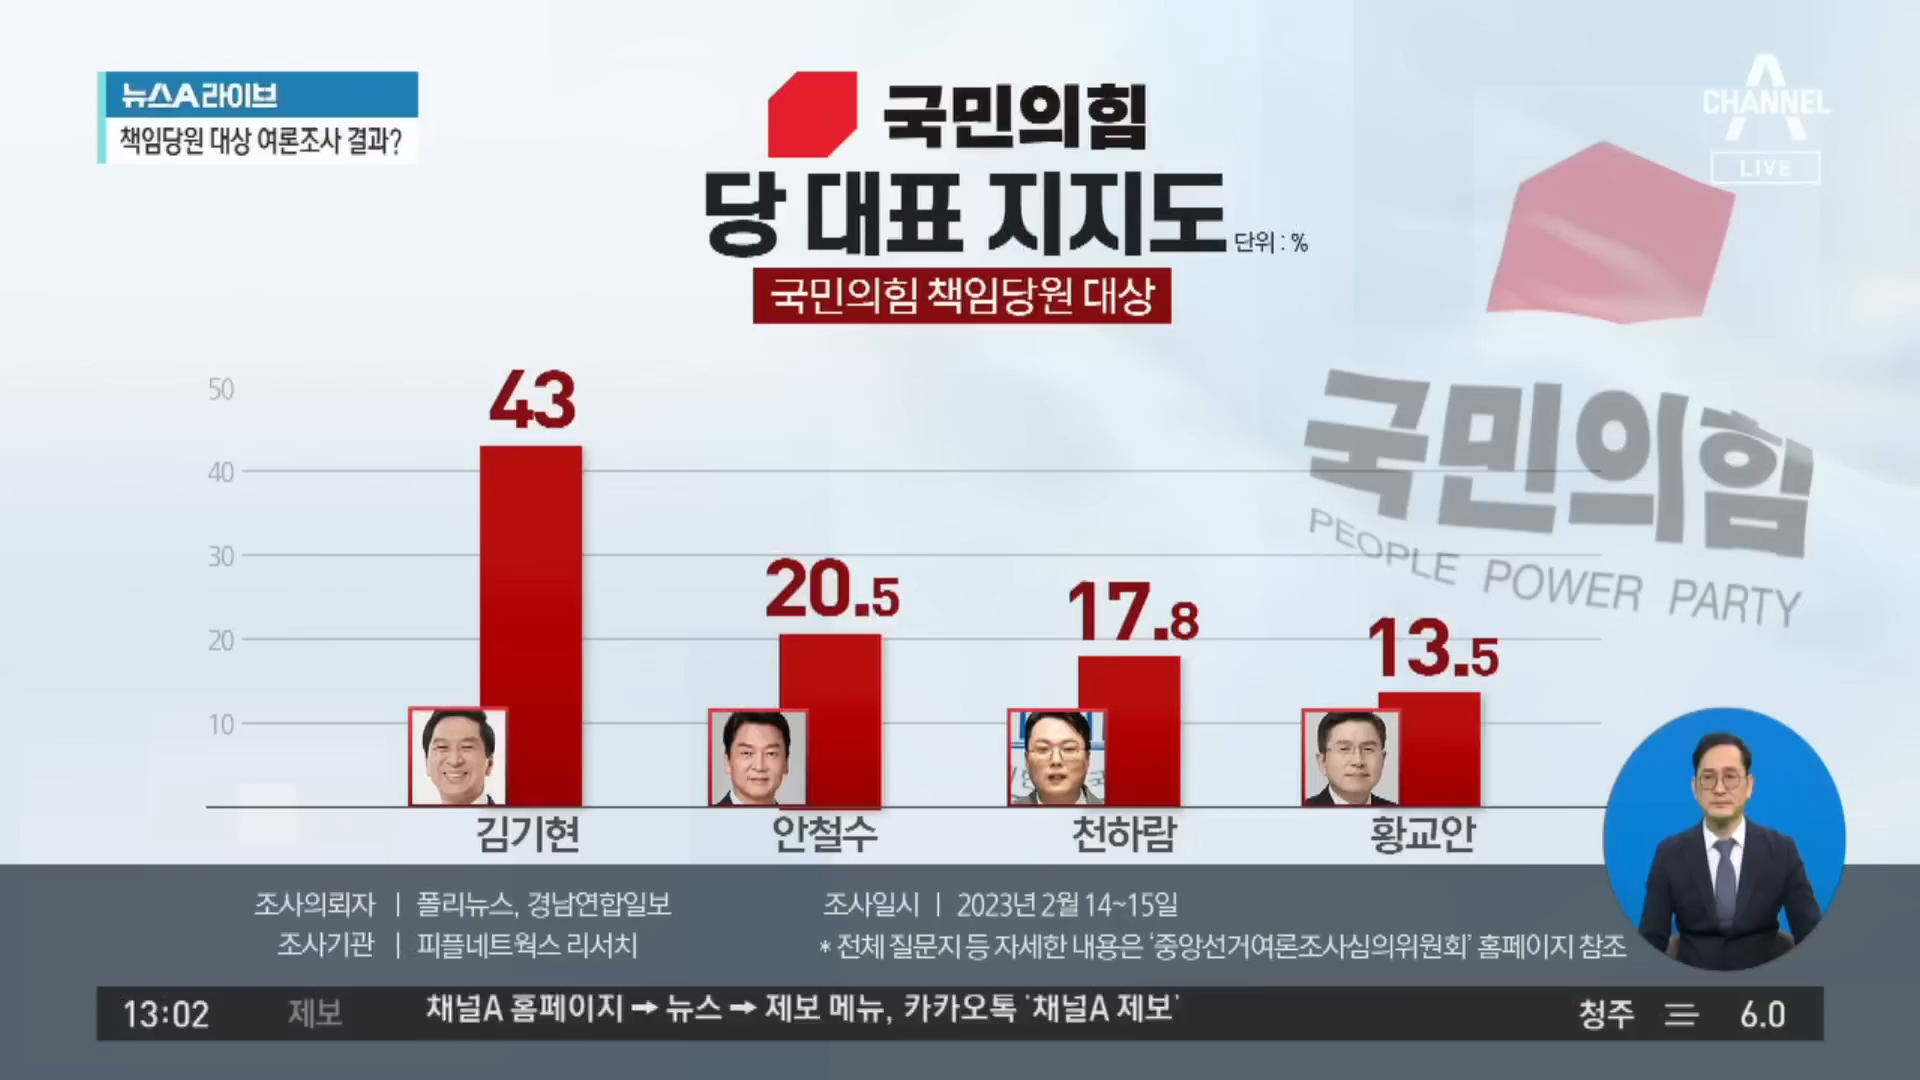 뉴스A 라이브
책임당원 대상 여론조사 결과?
CHANNEL A
LIVE
국민의힘
당 대표 지지도 단위 : %
국민의힘 책임당원 대상
50
40
30
20
10
43
20.5
17.8
13.5
국민의힘
PEOPLE POWER PARTY
김기현
안철수
천하람
황교안
조사의뢰자 | 폴리뉴스, 경남연합일보
조사일시 | 2023년 2월 14~15일
조사기관 | 피플네트웍스 리서치
* 전체 질문지 등 자세한 내용은 '중앙선거여론조사심의위원회' 홈페이지 참조
13:02 제보 채널A 홈페이지 → 뉴스 → 제보 메뉴, 카카오톡 '채널A 제보' 청주 6.0